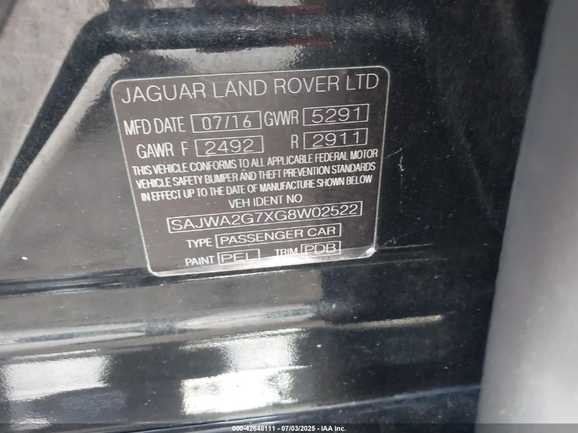 JAGUAR LAND ROVER LTD
MFD DATE 07/16 GVWR 5291
GAWR F 2492 R 2911
THIS VEHICLE CONFORMS TO ALL APPLICABLE FEDERAL MOTOR
VEHICLE SAFETY BUMPER AND THEFT PREVENTION STANDARDS
IN EFFECT UP TO THE DATE OF MANUFACTURE SHOWN BELOW.
VEH IDENT NO
SAJWA2G7XG8W02522
TYPE PASSENGER CAR
PAINT PEL TRIM PDB
000-42648111 - 07/03/2025 - IAA Inc.